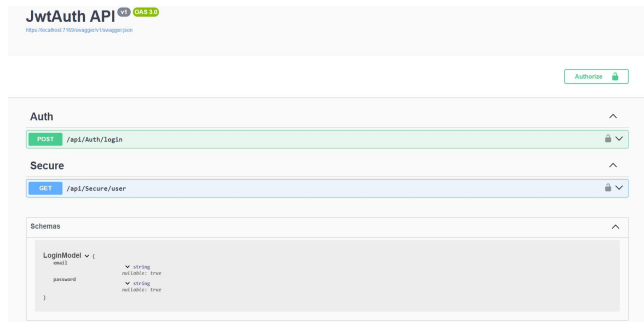 JwtAuth API v1 OAS 3.0
https://localhost:7169/swagger/v1/swagger.json
Authorize
Auth
POST /api/Auth/login
Secure
GET /api/Secure/user
Schemas
LoginModel {
email
string
nullable: true
password
string
nullable: true
}